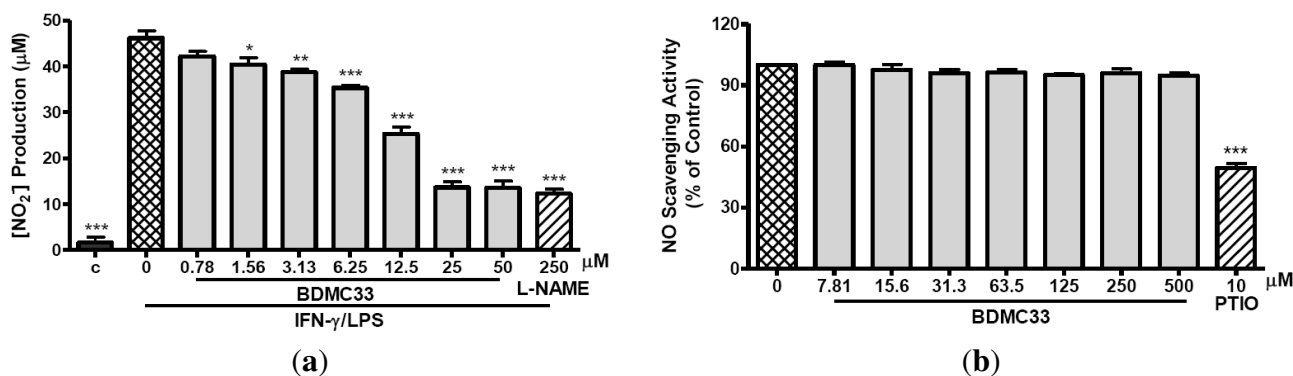 [NO₂] Production (μM)
50
40
30
20
10
0
***
*
**
***
***
***
***
***
c
0
0.78
1.56
3.13
6.25
12.5
25
50
250
μM
BDMC33
L-NAME
IFN-γ/LPS
(a)
NO Scavenging Activity
(% of Control)
120
90
60
30
0
***
0
7.81
15.6
31.3
63.5
125
250
500
10
μM
BDMC33
PTIO
(b)